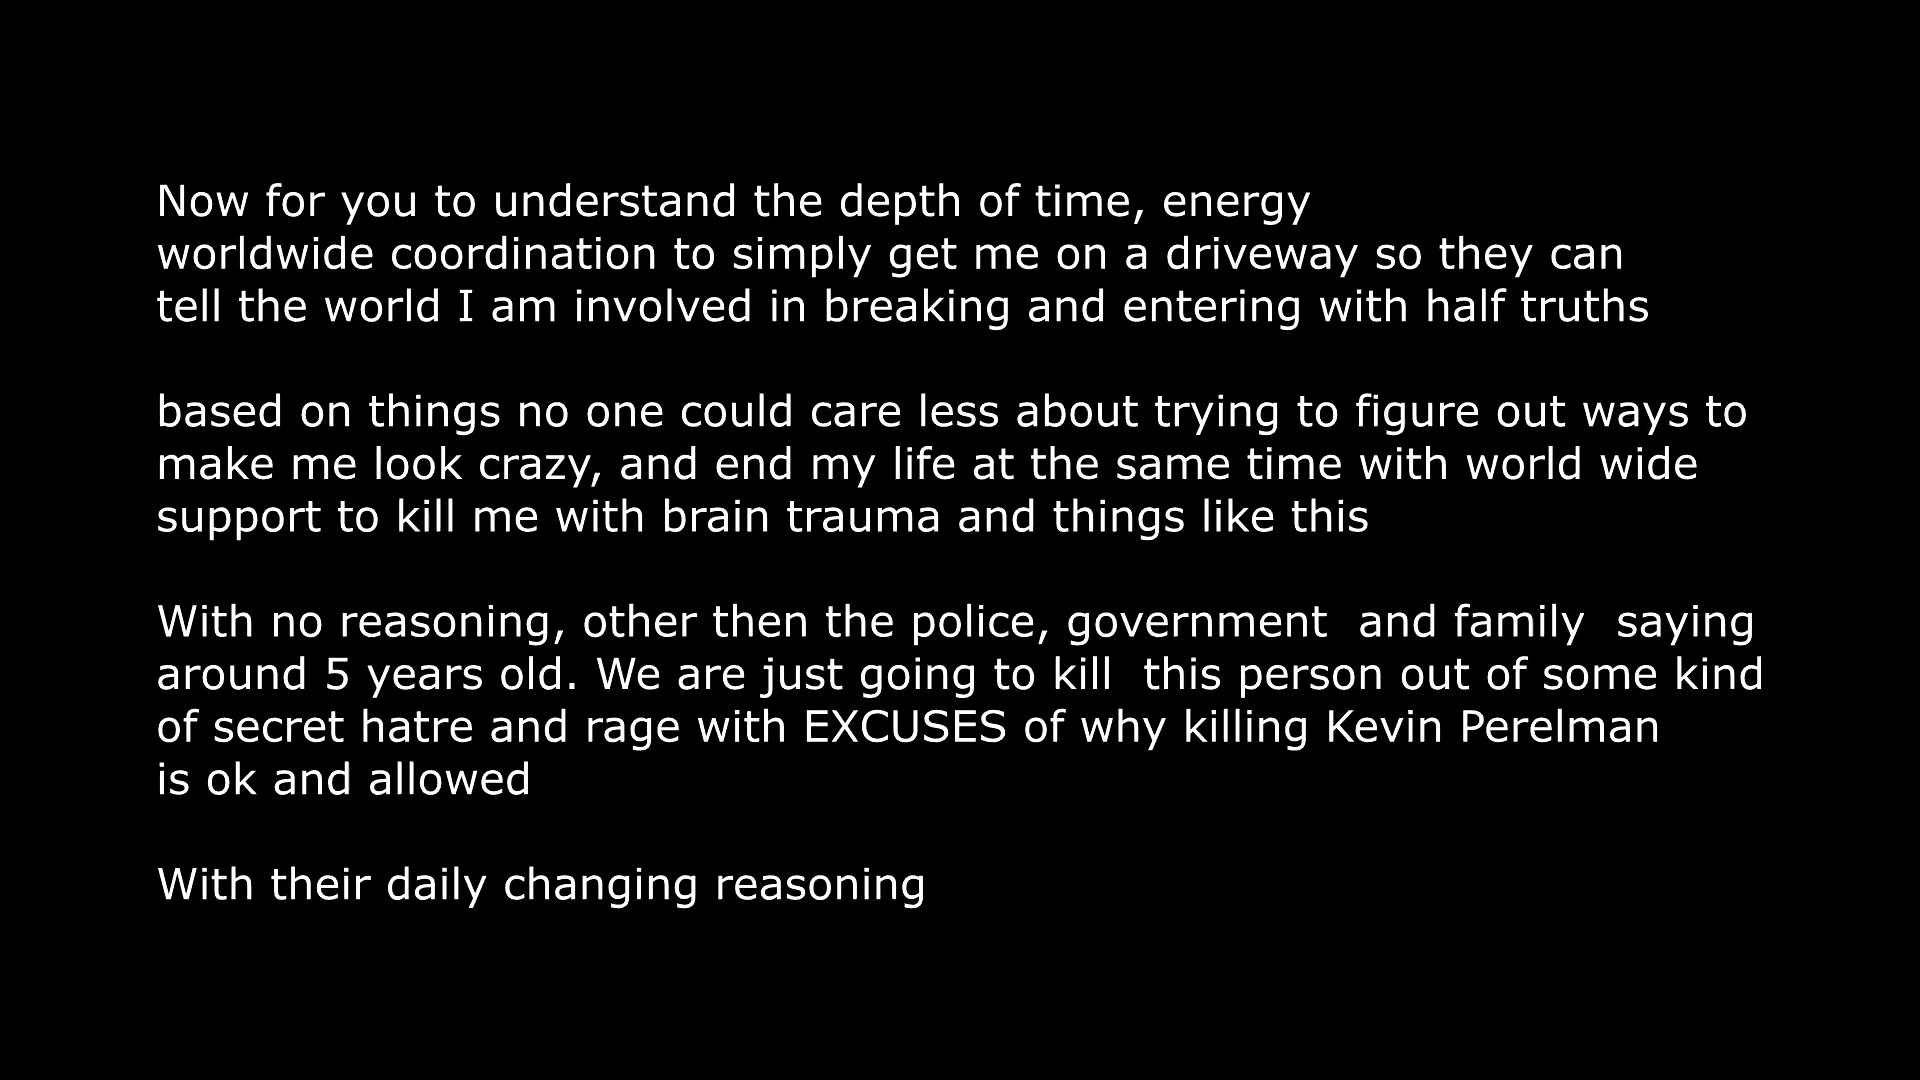 Now for you to understand the depth of time, energy
worldwide coordination to simply get me on a driveway so they can
tell the world I am involved in breaking and entering with half truths
based on things no one could care less about trying to figure out ways to
make me look crazy, and end my life at the same time with world wide
support to kill me with brain trauma and things like this
With no reasoning, other then the police, government  and family  saying
around 5 years old. We are just going to kill  this person out of some kind
of secret hatre and rage with EXCUSES of why killing Kevin Perelman
is ok and allowed
With their daily changing reasoning